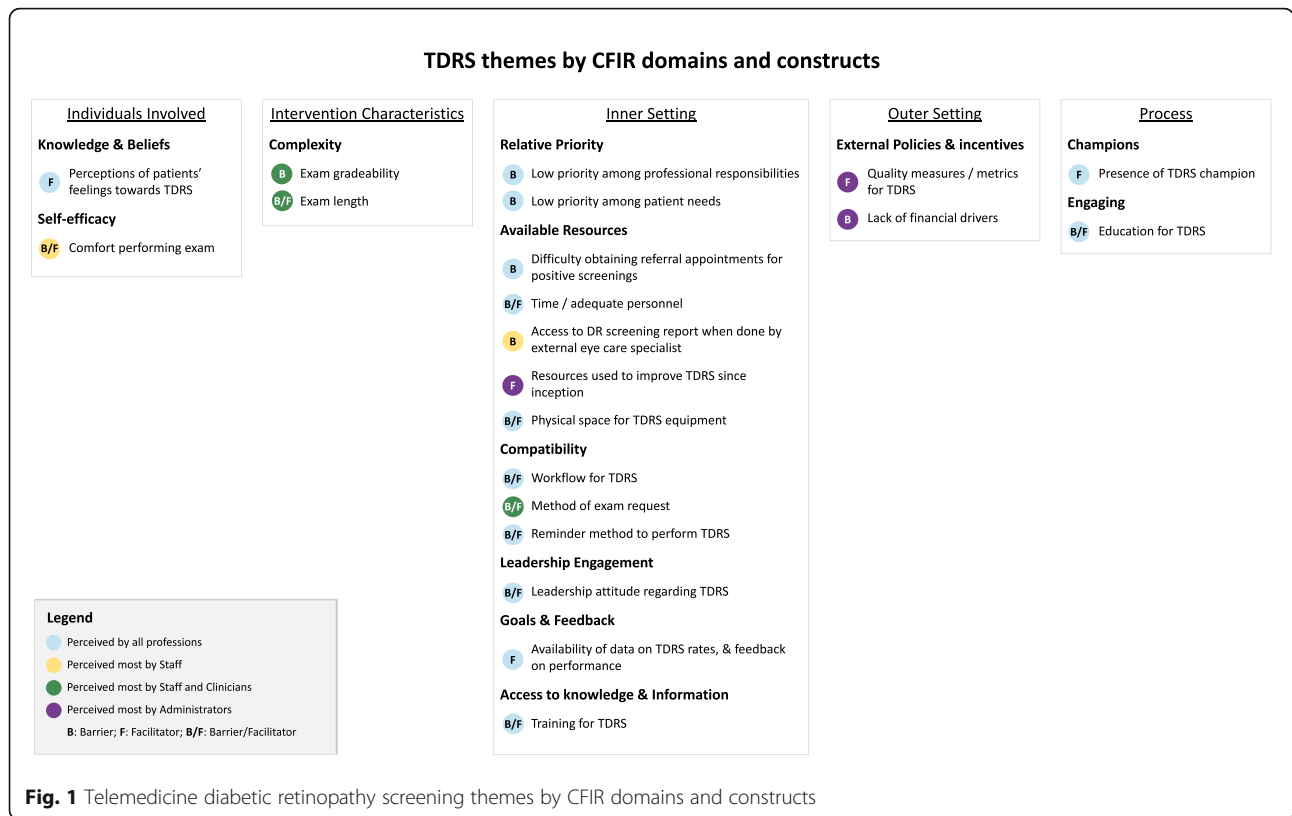 TDRS themes by CFIR domains and constructs
Individuals Involved
Knowledge & Beliefs
F Perceptions of patients'
feelings towards TDRS
Self-efficacy
B/F Comfort performing exam
Intervention Characteristics
Complexity
B Exam gradeability
B/F Exam length
Inner Setting
Relative Priority
B Low priority among professional responsibilities
B Low priority among patient needs
Available Resources
B Difficulty obtaining referral appointments for
positive screenings
B/F Time / adequate personnel
B Access to DR screening report when done by
external eye care specialist
F Resources used to improve TDRS since
inception
B/F Physical space for TDRS equipment
Compatibility
B/F Workflow for TDRS
B/F Method of exam request
B/F Reminder method to perform TDRS
Leadership Engagement
B/F Leadership attitude regarding TDRS
Goals & Feedback
F Availability of data on TDRS rates, & feedback
on performance
Access to knowledge & Information
B/F Training for TDRS
Outer Setting
External Policies & incentives
F Quality measures / metrics
for TDRS
B Lack of financial drivers
Process
Champions
F Presence of TDRS champion
Engaging
B/F Education for TDRS
Legend
Perceived by all professions
Perceived most by Staff
Perceived most by Staff and Clinicians
Perceived most by Administrators
B: Barrier; F: Facilitator; B/F: Barrier/Facilitator
Fig. 1 Telemedicine diabetic retinopathy screening themes by CFIR domains and constructs